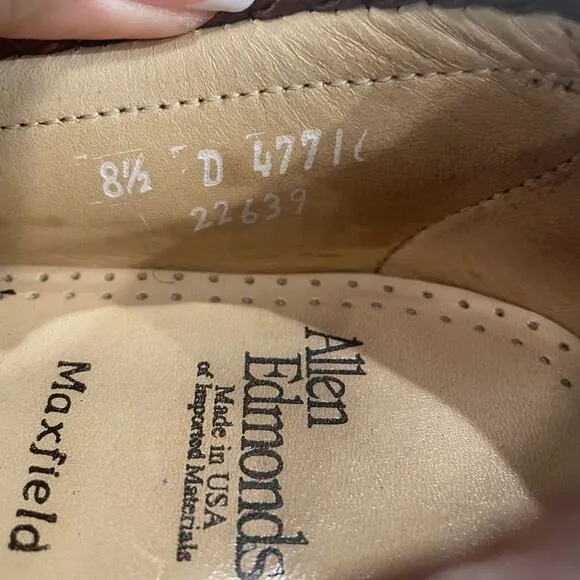 8½ D 4771
22639
Allen
Edmonds
Made in USA
of Imported Materials
Maxfield